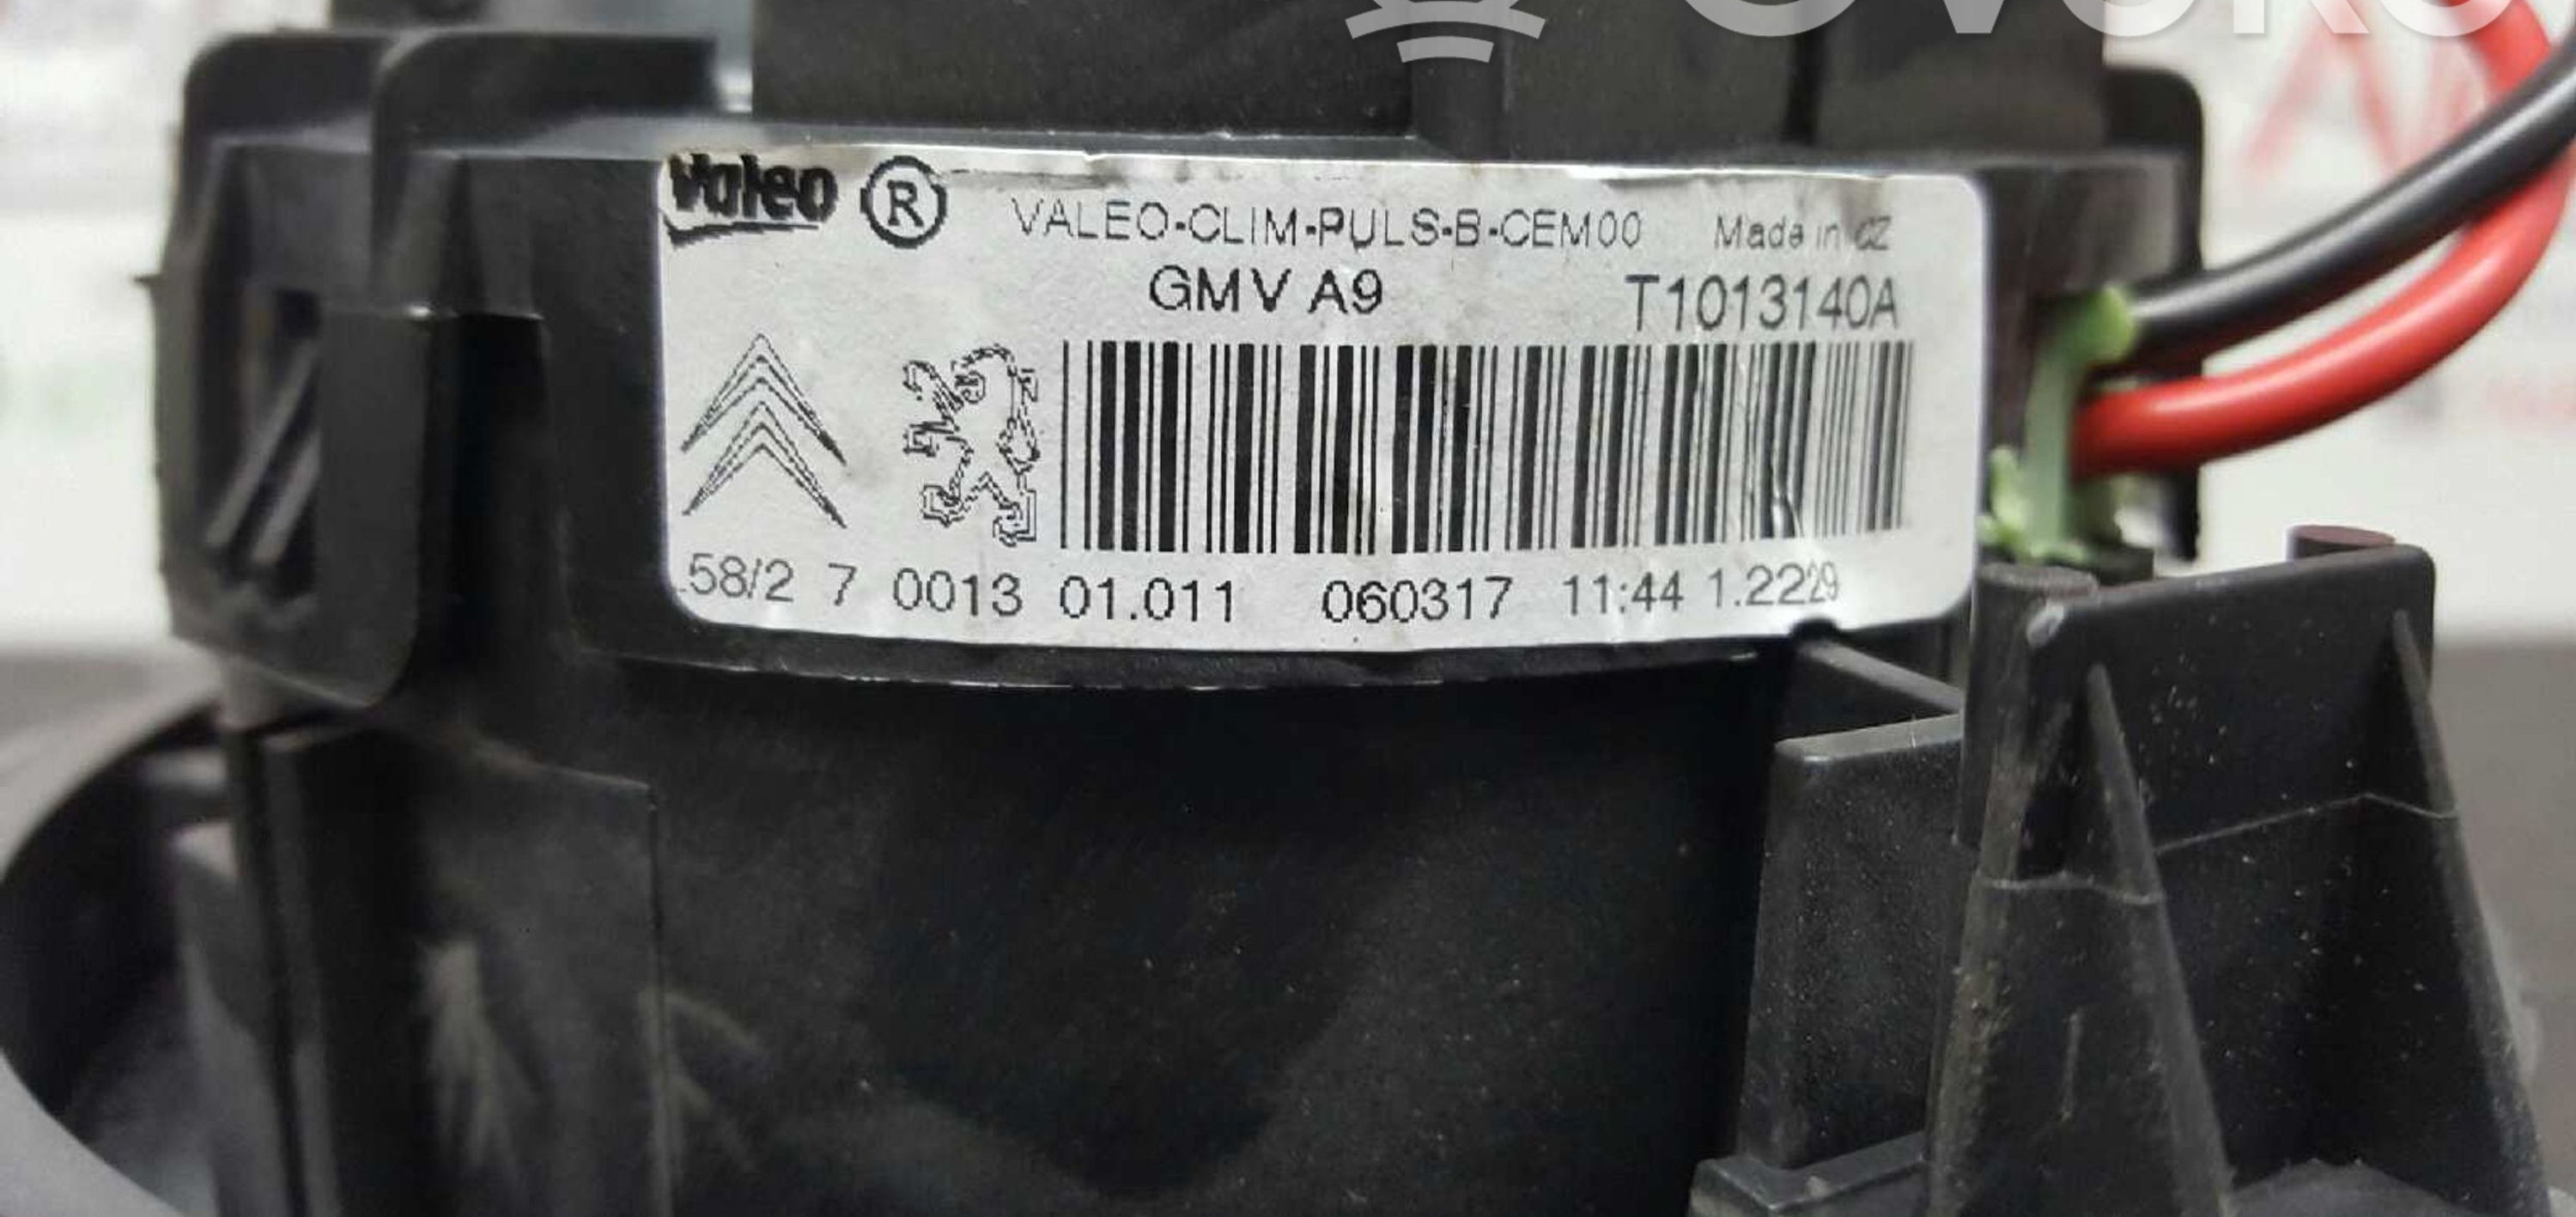 Valeo ® VALEO-CLIM-PULS-B-CEM00 Made in CZ
GMV A9 T1013140A
58/2 7 0013 01.011 060317 11:44 1.2229